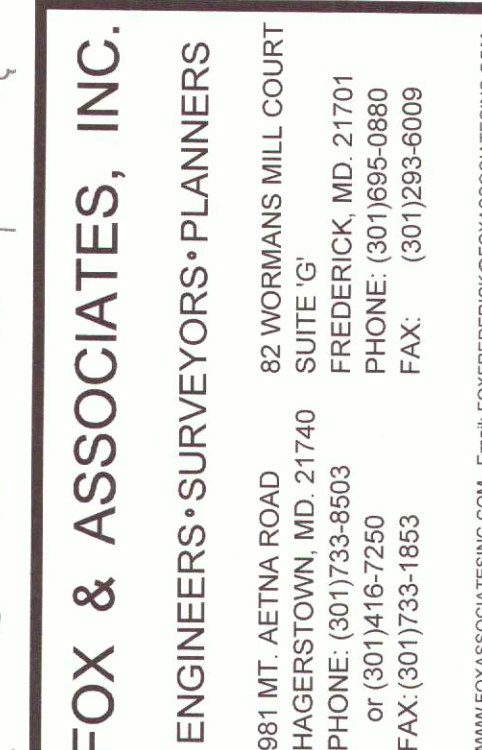 FOX & ASSOCIATES, INC.
ENGINEERS • SURVEYORS • PLANNERS
981 MT. AETNA ROAD
HAGERSTOWN, MD. 21740
PHONE: (301)733-8503
or (301)416-7250
FAX: (301)733-1853
82 WORMANS MILL COURT
SUITE 'G'
FREDERICK, MD. 21701
PHONE: (301)695-0880
FAX: (301)293-6009